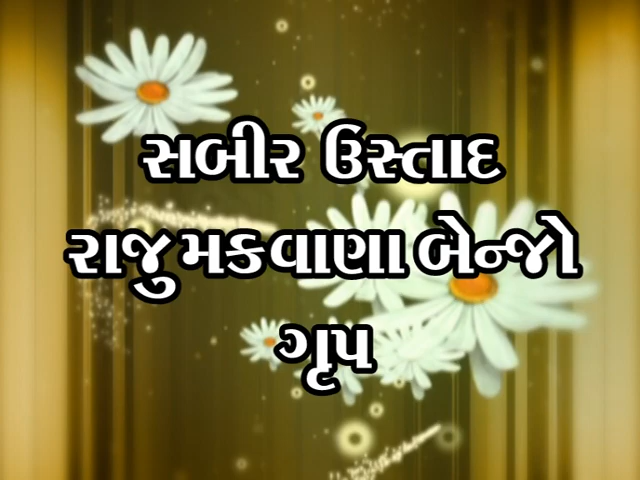 સબીર ઉસ્તાદ
રાજુ મકવાણા બેન્જો
ગૃપ